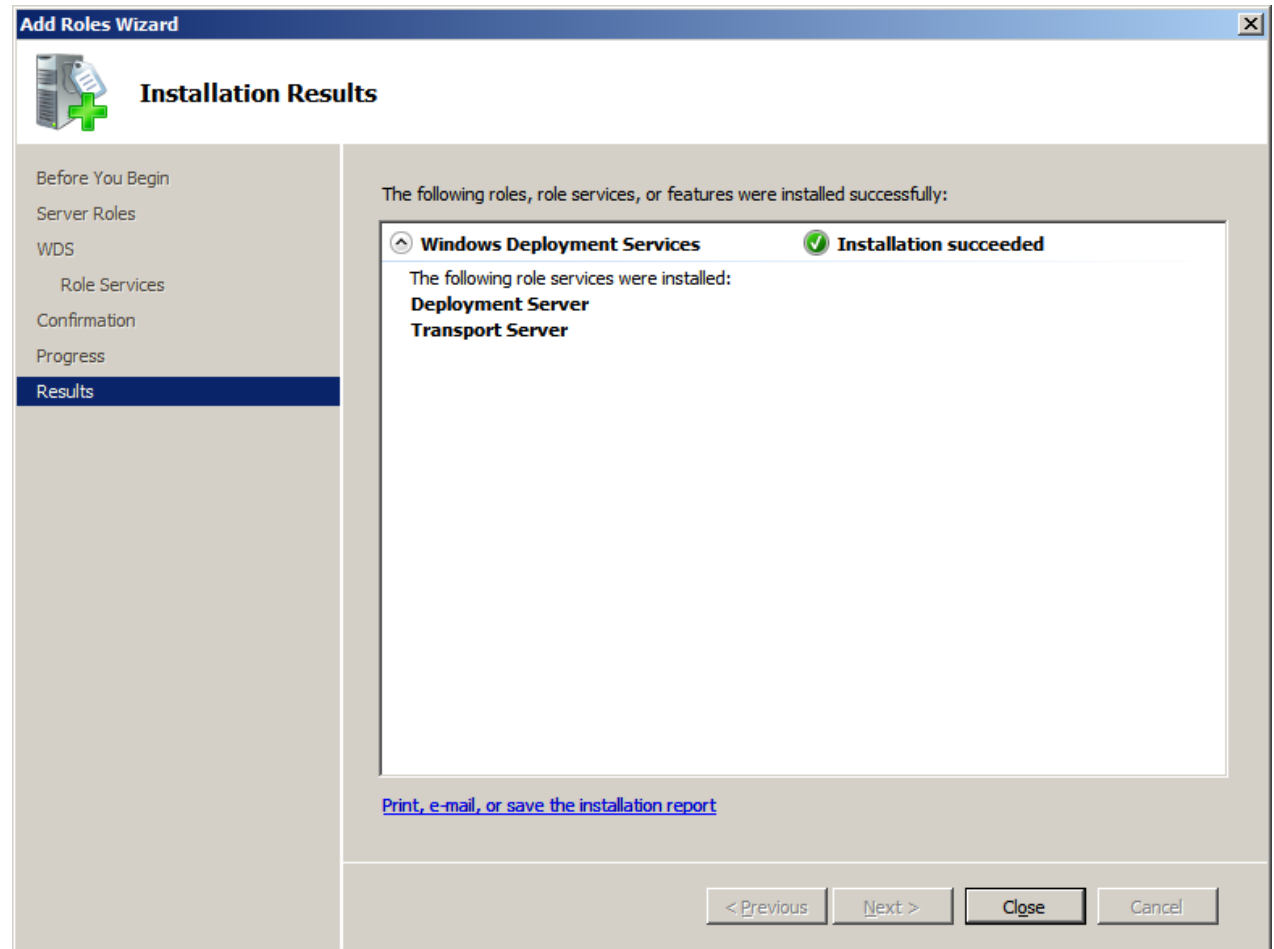 Add Roles Wizard
Installation Results
Before You Begin
Server Roles
WDS
Role Services
Confirmation
Progress
Results
The following roles, role services, or features were installed successfully:
Windows Deployment Services Installation succeeded
The following role services were installed:
Deployment Server
Transport Server
Print, e-mail, or save the installation report
< Previous Next > Close Cancel